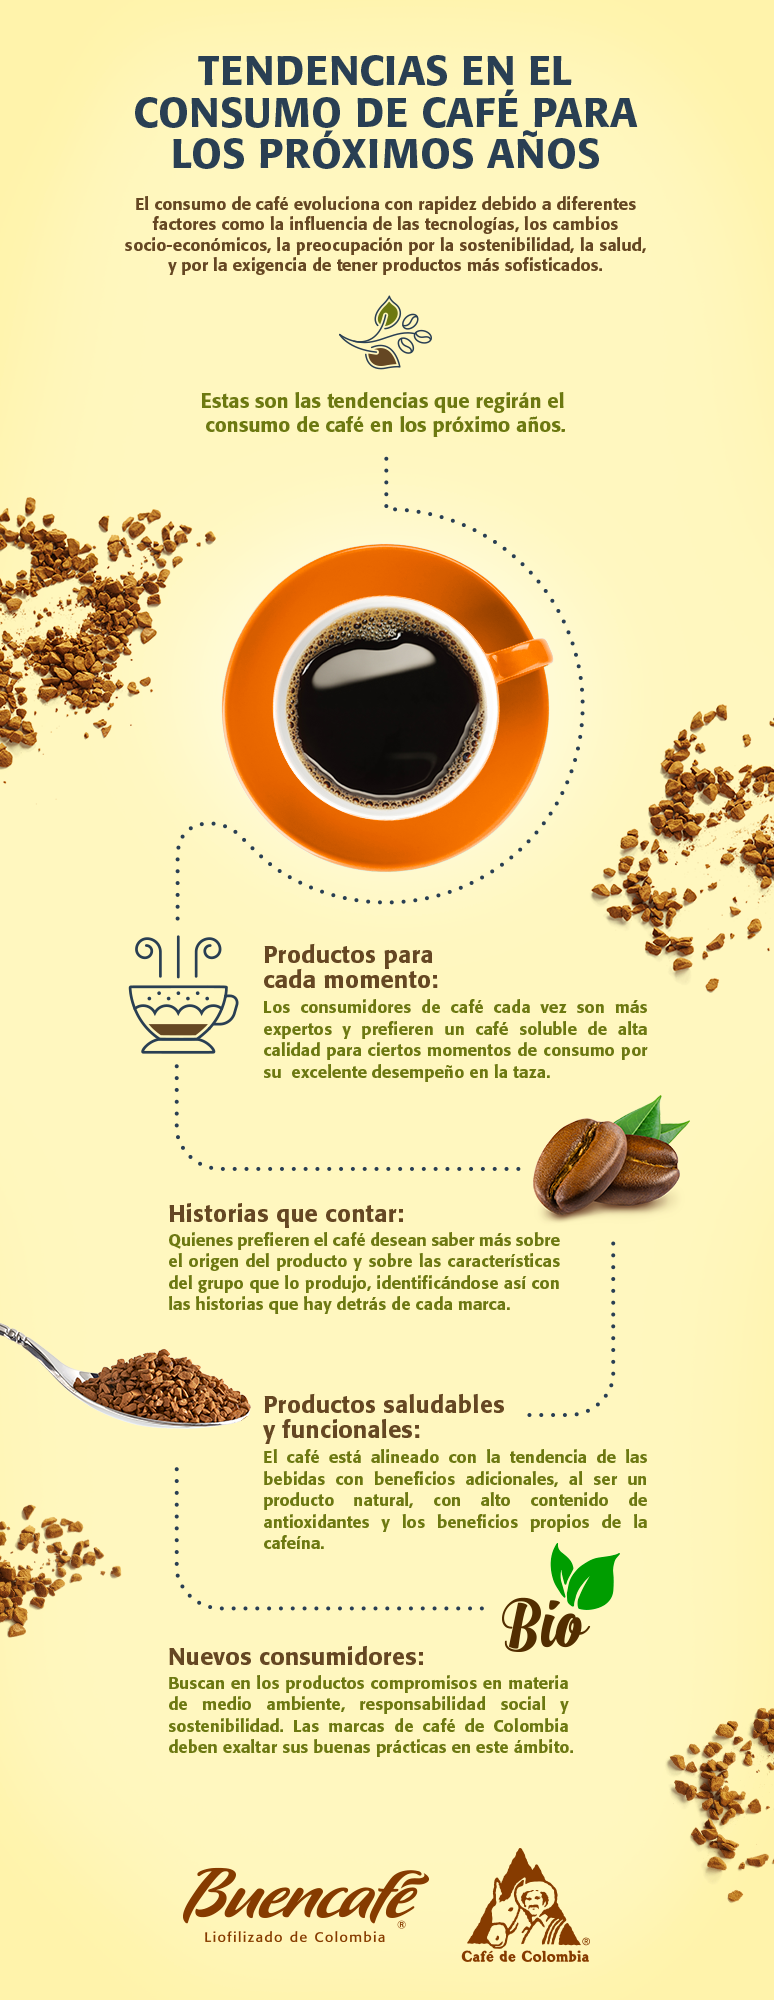 TENDENCIAS EN EL
CONSUMO DE CAFÉ PARA
LOS PRÓXIMOS AÑOS
El consumo de café evoluciona con rapidez debido a diferentes
factores como la influencia de las tecnologías, los cambios
socio-económicos, la preocupación por la sostenibilidad, la salud,
y por la exigencia de tener productos más sofisticados.
Estas son las tendencias que regirán el
consumo de café en los próximo años.
Productos para
cada momento:
Los consumidores de café cada vez son más
expertos y prefieren un café soluble de alta
calidad para ciertos momentos de consumo por
su excelente desempeño en la taza.
Historias que contar:
Quienes prefieren el café desean saber más sobre
el origen del producto y sobre las características
del grupo que lo produjo, identificándose así con
las historias que hay detrás de cada marca.
Productos saludables
y funcionales:
El café está alineado con la tendencia de las
bebidas con beneficios adicionales, al ser un
producto natural, con alto contenido de
antioxidantes y los beneficios propios de la
cafeína.
Bio
Nuevos consumidores:
Buscan en los productos compromisos en materia
de medio ambiente, responsabilidad social y
sostenibilidad. Las marcas de café de Colombia
deben exaltar sus buenas prácticas en este ámbito.
Buencafé®
Liofilizado de Colombia
®
Café de Colombia